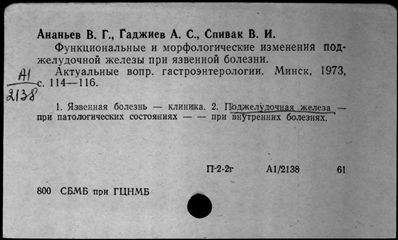 Ананьев В. Г., Гаджиев А. С., Спивак В. И.
Функциональные и морфологические изменения под-
желудочной железы при язвенной болезни.
Актуальные вопр. гастроэнтерологии. Минск, 1973,
с. 114—116.
А1
2138
1. Язвенная болезнь — клиника. 2. Поджелудочная железа —
при патологических состояниях — — при внутренних болезнях.
П-2-2г А1/2138 61
800 СБМБ при ГЦНМБ